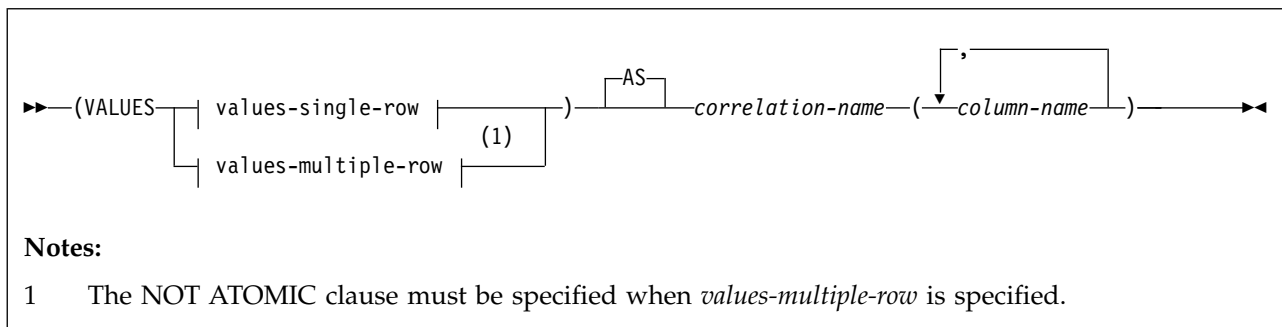 ,
AS
(VALUES values-single-row ) correlation-name ( column-name )
(1)
values-multiple-row
Notes:
1 The NOT ATOMIC clause must be specified when values-multiple-row is specified.